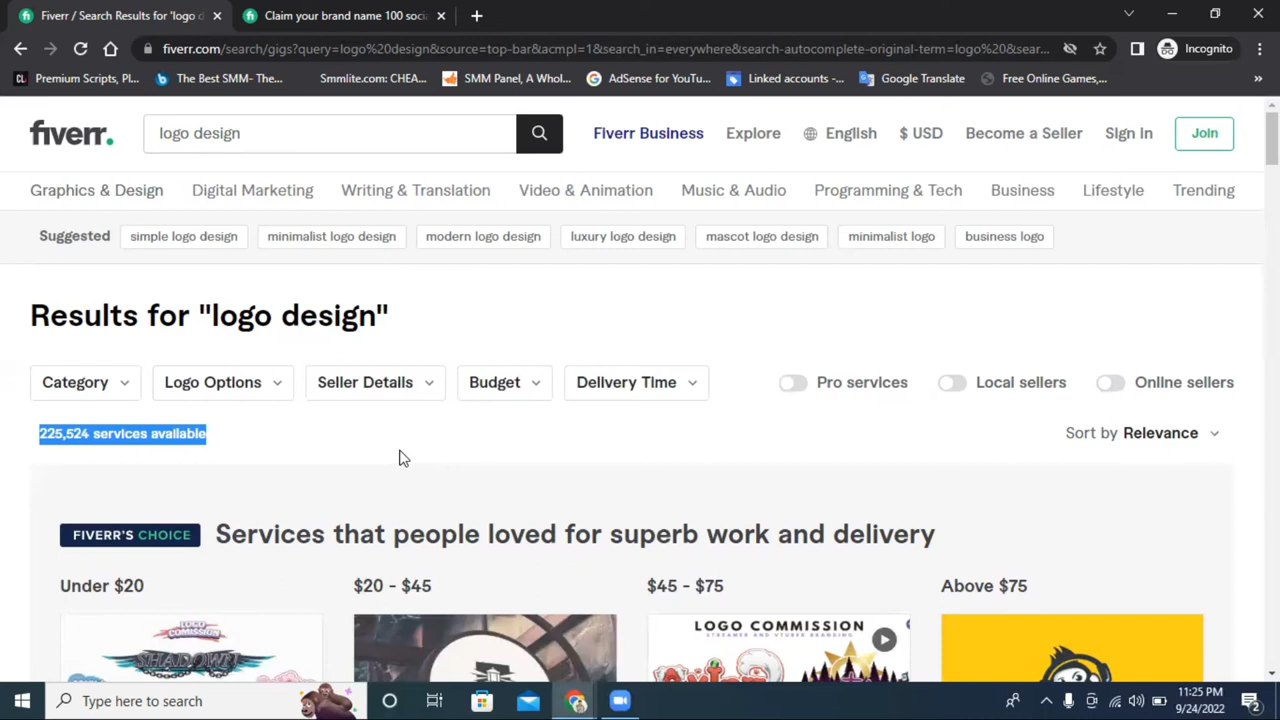 Fiverr / Search Results for 'logo d
Claim your brand name 100 soci
fiverr.com/search/gigs?query=logo%20design&source=top-bar&acmpl=1&search_in=everywhere&search-autocomplete-original-term=logo%20&sear...
Incognito
Premium Scripts, Pl...
The Best SMM- The...
Smmlite.com: CHEA...
SMM Panel, A Whol...
AdSense for YouTu...
Linked accounts -...
Google Translate
Free Online Games,...
fiverr.
logo design
Fiverr Business
Explore
English
$ USD
Become a Seller
Sign In
Join
Graphics & Design
Digital Marketing
Writing & Translation
Video & Animation
Music & Audio
Programming & Tech
Business
Lifestyle
Trending
Suggested
simple logo design
minimalist logo design
modern logo design
luxury logo design
mascot logo design
minimalist logo
business logo
Results for "logo design"
Category
Logo Options
Seller Details
Budget
Delivery Time
Pro services
Local sellers
Online sellers
225,524 services available
Sort by Relevance
FIVERR'S CHOICE
Services that people loved for superb work and delivery
Under $20
$20 - $45
$45 - $75
Above $75
LOGO COMMISSION
SHADOWN
LOGO COMMISSION
STREAMER AND VTUBER BRANDING
Type here to search
11:25 PM
9/24/2022
2